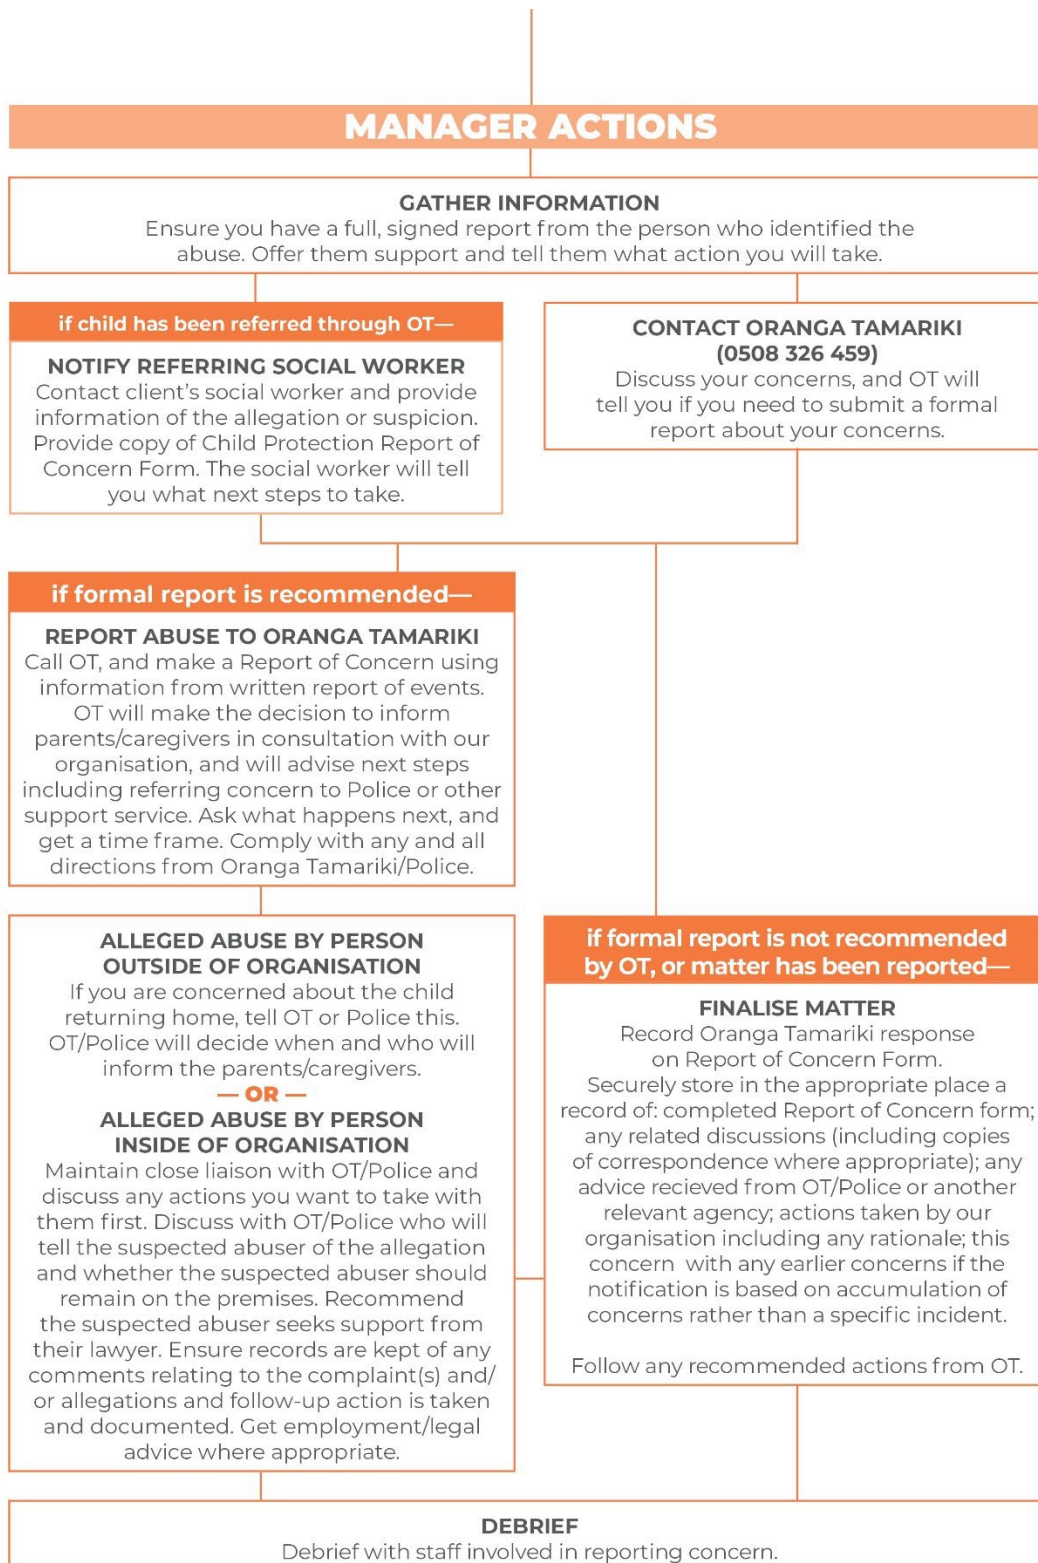 MANAGER ACTIONS
GATHER INFORMATION
Ensure you have a full, signed report from the person who identified the
abuse. Offer them support and tell them what action you will take.
if child has been referred through OT—
NOTIFY REFERRING SOCIAL WORKER
Contact client's social worker and provide
information of the allegation or suspicion.
Provide copy of Child Protection Report of
Concern Form. The social worker will tell
you what next steps to take.
CONTACT ORANGA TAMARIKI
(0508 326 459)
Discuss your concerns, and OT will
tell you if you need to submit a formal
report about your concerns.
if formal report is recommended—
REPORT ABUSE TO ORANGA TAMARIKI
Call OT, and make a Report of Concern using
information from written report of events.
OT will make the decision to inform
parents/caregivers in consultation with our
organisation, and will advise next steps
including referring concern to Police or other
support service. Ask what happens next, and
get a time frame. Comply with any and all
directions from Oranga Tamariki/Police.
ALLEGED ABUSE BY PERSON
OUTSIDE OF ORGANISATION
If you are concerned about the child
returning home, tell OT or Police this.
OT/Police will decide when and who will
inform the parents/caregivers.
— OR —
ALLEGED ABUSE BY PERSON
INSIDE OF ORGANISATION
Maintain close liaison with OT/Police and
discuss any actions you want to take with
them first. Discuss with OT/Police who will
tell the suspected abuser of the allegation
and whether the suspected abuser should
remain on the premises. Recommend
the suspected abuser seeks support from
their lawyer. Ensure records are kept of any
comments relating to the complaint(s) and/
or allegations and follow-up action is taken
and documented. Get employment/legal
advice where appropriate.
if formal report is not recommended
by OT, or matter has been reported—
FINALISE MATTER
Record Oranga Tamariki response
on Report of Concern Form.
Securely store in the appropriate place a
record of: completed Report of Concern form;
any related discussions (including copies
of correspondence where appropriate); any
advice recieved from OT/Police or another
relevant agency; actions taken by our
organisation including any rationale; this
concern with any earlier concerns if the
notification is based on accumulation of
concerns rather than a specific incident.
Follow any recommended actions from OT.
DEBRIEF
Debrief with staff involved in reporting concern.